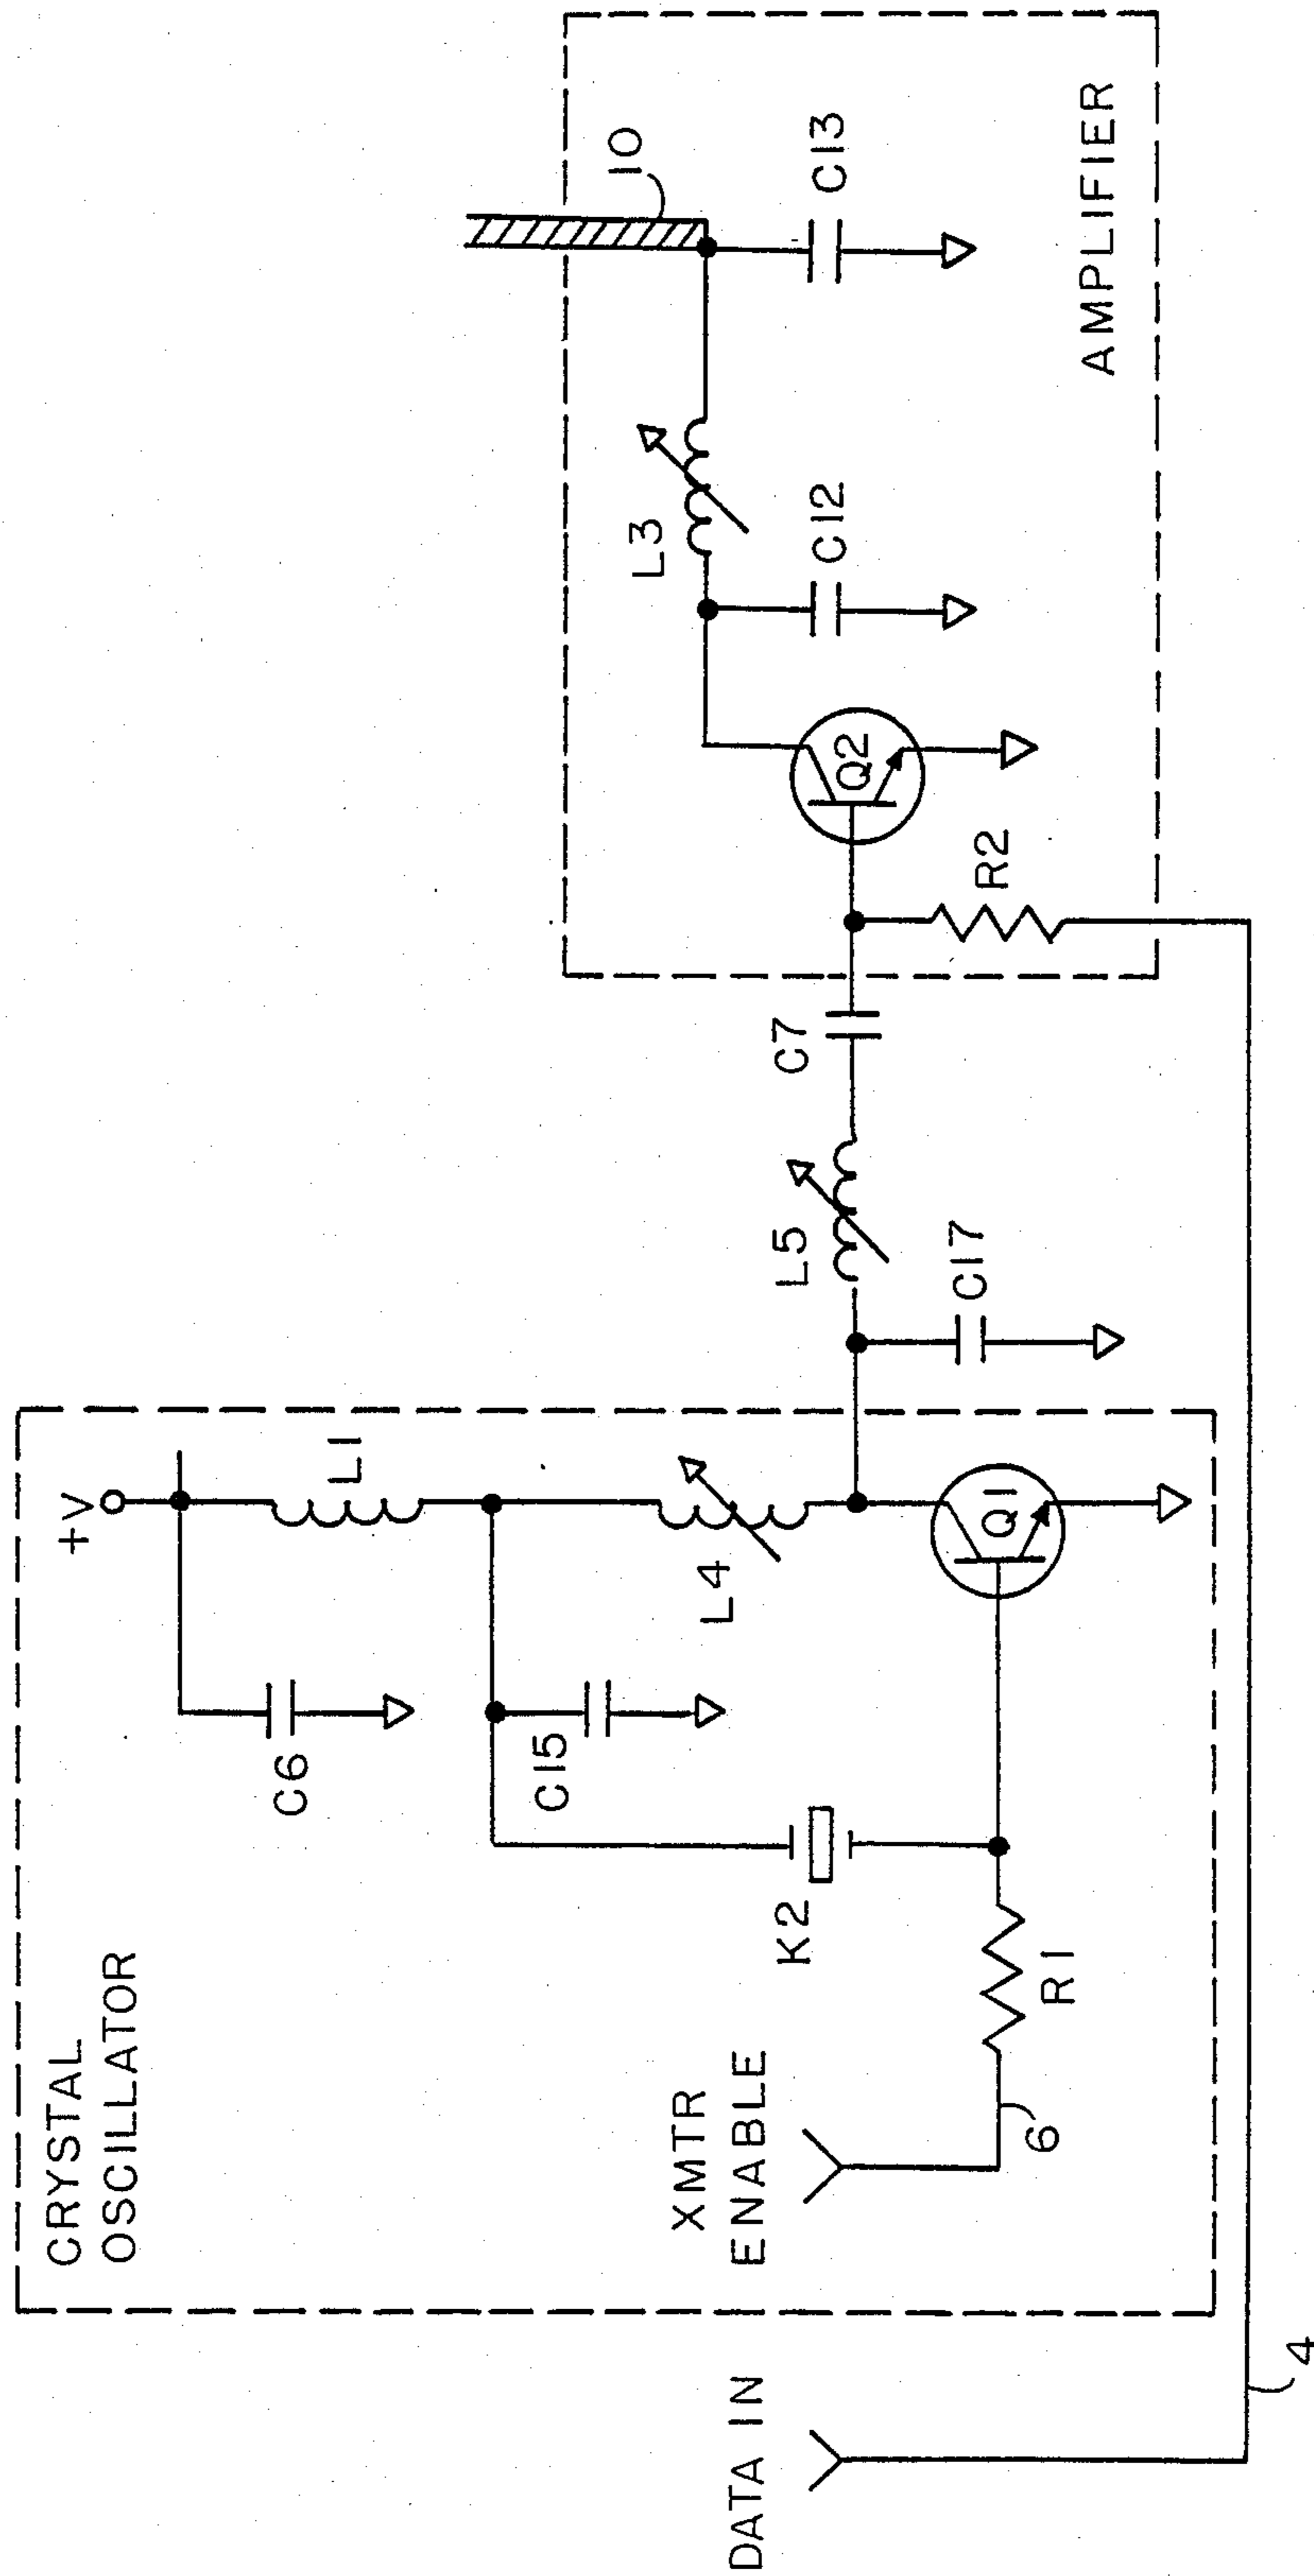 CRYSTAL
OSCILLATOR
+V
C6
L1
C15
L4
K2
XMTR
ENABLE
R1
6
Q1
C17
L5
C7
DATA IN
4
R2
Q2
L3
C12
10
C13
AMPLIFIER